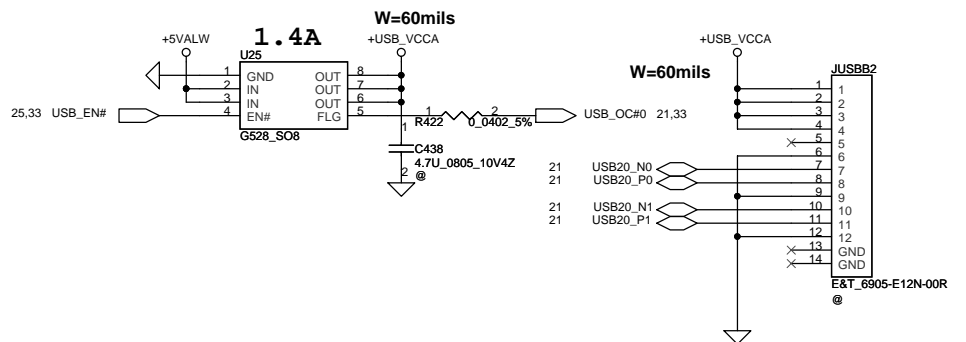 W=60mils
+5VALW
1.4A
+USB_VCCA
U25
1 GND OUT 8
2 IN OUT 7
3 IN OUT 6
4 EN# FLG 5
25,33 USB_EN#
G528_SO8
1 2
R422 0_0402_5%
USB_OC#0 21,33
1
C438
4.7U_0805_10V4Z
2
@
+USB_VCCA
W=60mils
JUSBB2
1 1
2 2
3 3
4 4
5 5
6 6
21 USB20_N0 7 7
21 USB20_P0 8 8
9 9
21 USB20_N1 10 10
21 USB20_P1 11 11
12 12
13 GND
14 GND
E&T_6905-E12N-00R
@